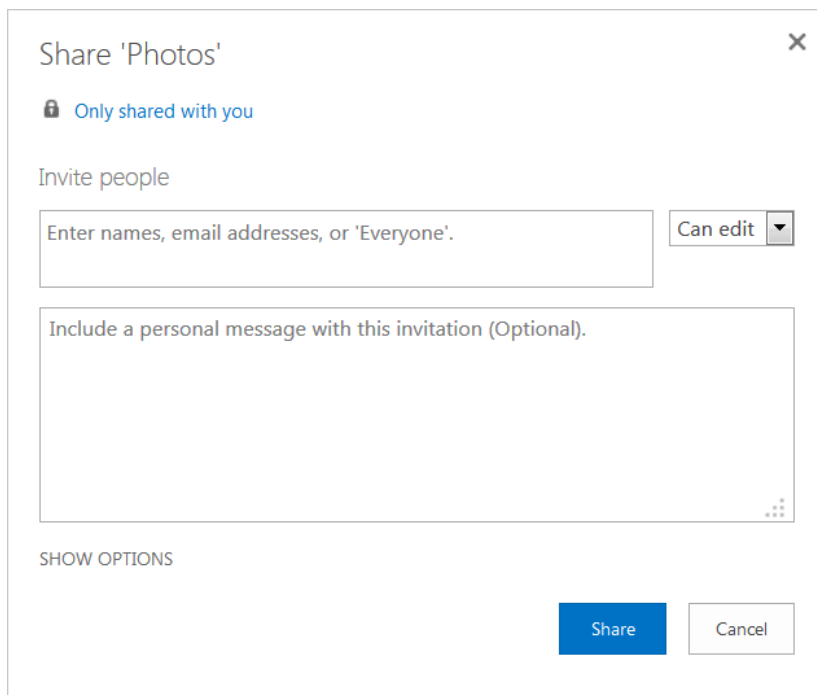 Share 'Photos'
Only shared with you
Invite people
Enter names, email addresses, or 'Everyone'.
Can edit
Include a personal message with this invitation (Optional).
SHOW OPTIONS
Share
Cancel